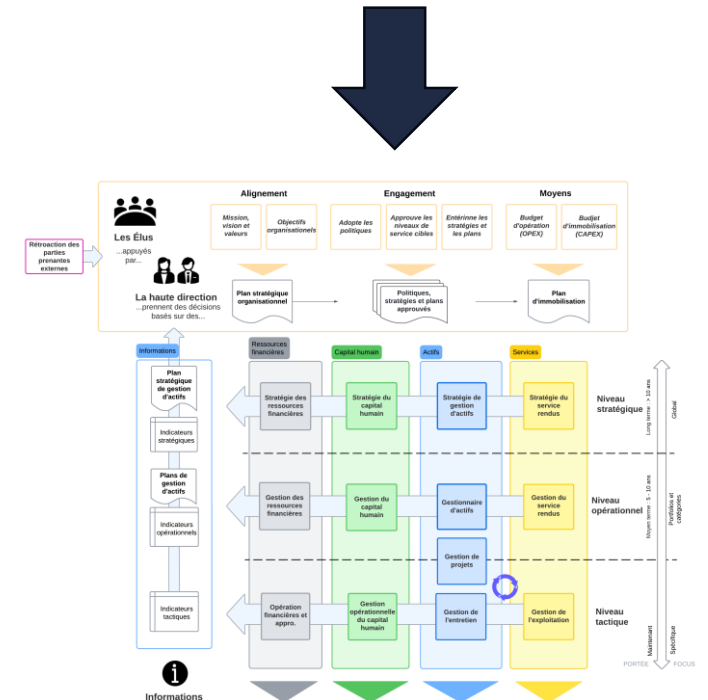 Alignement
Engagement
Moyens
Les Élus
...appuyés
par...
Mission,
vision et
valeurs
Objectifs
organisationels
Adopte les
politiques
Approuve les
niveaux de
service cibles
Entérinne les
stratégies et
les plans
Budget
d'opération
(OPEX)
Budjet
d'immobilisation
(CAPEX)
Rétroaction des
parties
prenantes
externes
La haute direction
...prennent des décisions
basés sur des...
Plan stratégique
organisationnel
Politiques,
stratégies et plans
approuvés
Plan
d'immobilisation
Informations
Ressources
financières
Capital humain
Actifs
Services
Plan
stratégique
de gestion
d'actifs
Indicateurs
stratégiques
Plans de
gestion
d'actifs
Indicateurs
opérationnels
Indicateurs
tactiques
Stratégie des
ressources
financières
Stratégie du
capital
humain
Stratégie de
gestion
d'actifs
Stratégie du
service
rendus
Niveau
stratégique
Long terme : > 10 ans
Global
Gestion des
ressources
financières
Gestion du
capital
humain
Gestionnaire
d'actifs
Gestion du
service
rendus
Niveau
opérationnel
Moyen terme : 5 - 10 ans
Portfolios et
catégories
Gestion de
projets
Opération
financières et
appro.
Gestion
opérationnelle
du capital
humain
Gestion de
l'entretien
Gestion de
l'exploitation
Niveau
tactique
Maintenant
Spécifique
PORTÉE
FOCUS
Informations